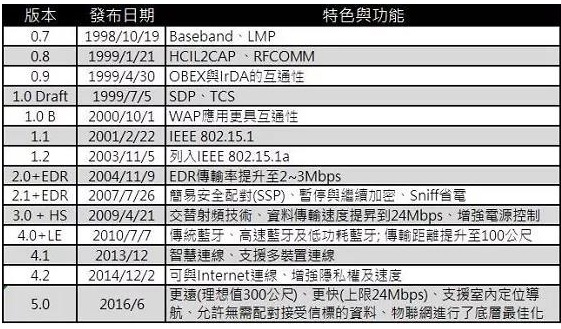 版本 發布日期 特色與功能
0.7 1998/10/19 Baseband、LMP
0.8 1999/1/21 HCIL2CAP 、RFCOMM
0.9 1999/4/30 OBEX與IrDA的互通性
1.0 Draft 1999/7/5 SDP、TCS
1.0 B 2000/10/1 WAP應用更具互通性
1.1 2001/2/22 IEEE 802.15.1
1.2 2003/11/5 列入IEEE 802.15.1a
2.0+EDR 2004/11/9 EDR傳輸率提升至2~3Mbps
2.1+EDR 2007/7/26 簡易安全配對(SSP)、暫停與繼續加密、Sniff省電
3.0 + HS 2009/4/21 交替射頻技術、資料傳輸速度提昇到24Mbps、增強電源控制
4.0+LE 2010/7/7 傳統藍牙、高速藍牙及低功耗藍牙; 傳輸距離提升至100公尺
4.1 2013/12 智慧連線、支援多裝置連線
4.2 2014/12/2 可與Internet連線、增強隱私權及速度
5.0 2016/6 更遠(理想值300公尺)、更快(上限24Mbps)、支援室內定位導
航、允許無需配對接受信標的資料、物聯網進行了底層最佳化